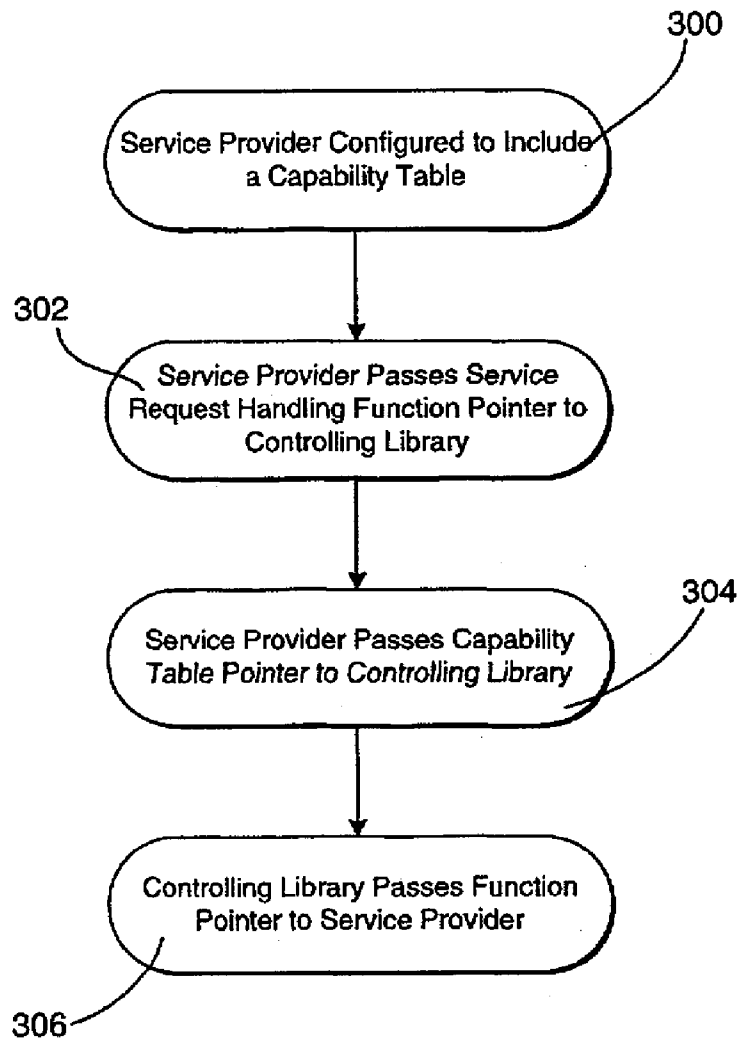 300
Service Provider Configured to Include
a Capability Table
302
Service Provider Passes Service
Request Handling Function Pointer to
Controlling Library
304
Service Provider Passes Capability
Table Pointer to Controlling Library
Controlling Library Passes Function
Pointer to Service Provider
306